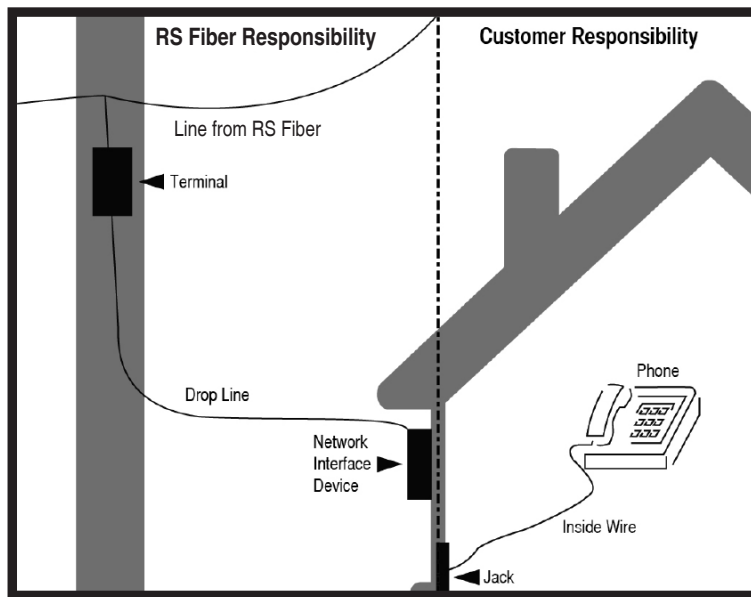 RS Fiber Responsibility
Customer Responsibility
Line from RS Fiber
Terminal
Drop Line
Network
Interface
Device
Phone
Inside Wire
Jack